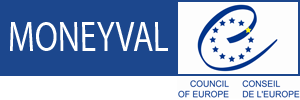 MONEYVAL
COUNCIL CONSEIL
OF EUROPE DE L'EUROPE